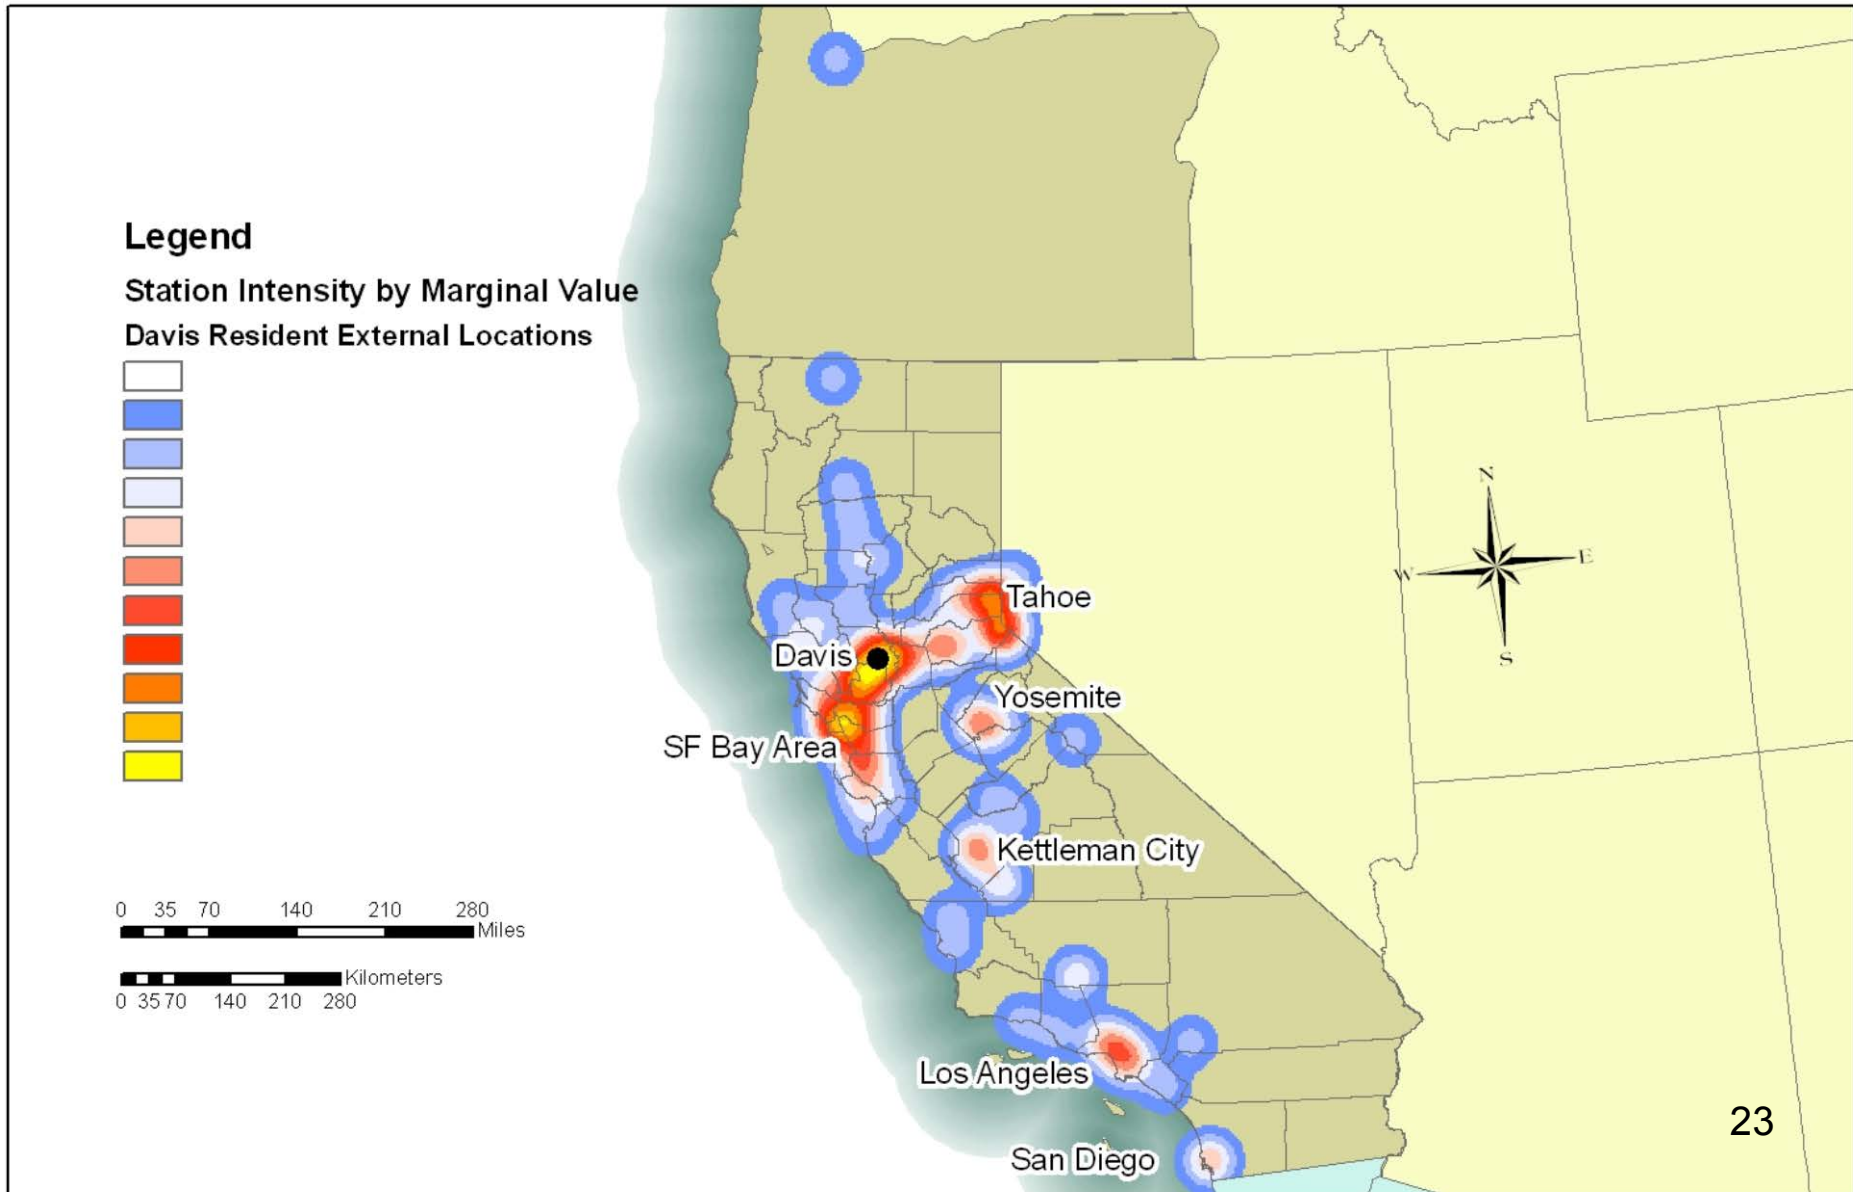 Legend
Station Intensity by Marginal Value
Davis Resident External Locations
N
W
E
S
Tahoe
Davis
Yosemite
SF Bay Area
Kettleman City
0 35 70 140 210 280
Miles
Kilometers
0 35 70 140 210 280
Los Angeles
San Diego
23